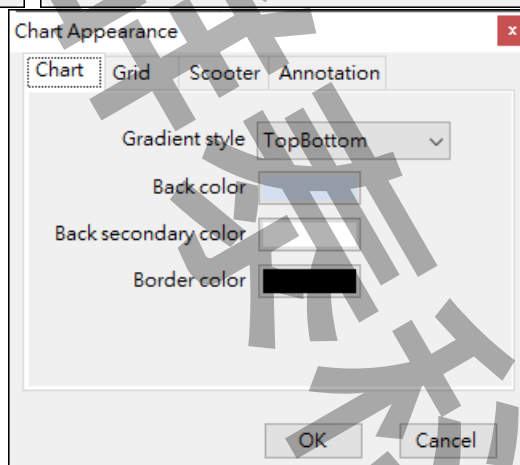 Chart Appearance
x
Chart Grid Scooter Annotation
Gradient style TopBottom
Back color
Back secondary color
Border color
OK Cancel